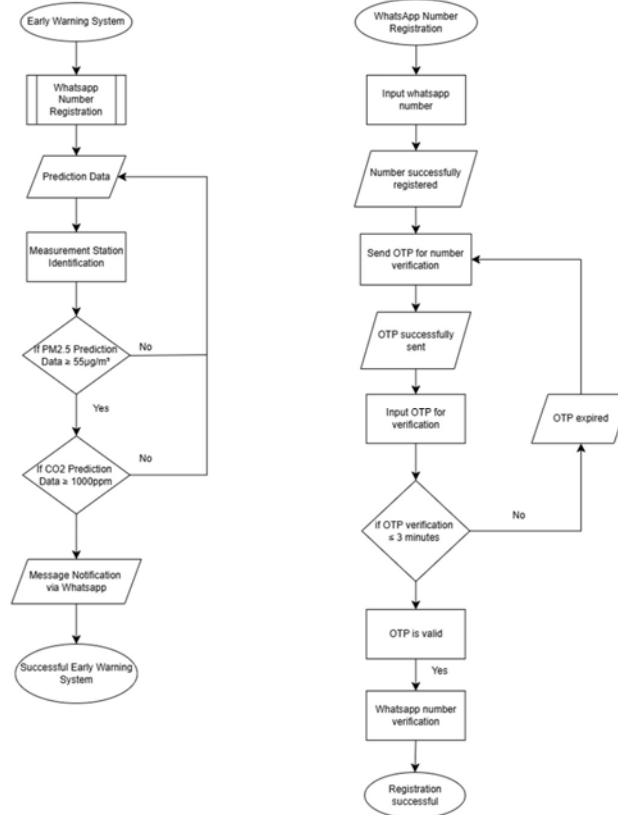 Early Warning System
Whatsapp
Number
Registration
Prediction Data
Measurement Station
Identification
If PM2.5 Prediction
Data ≥ 55μg/m³
No
Yes
If CO2 Prediction
Data ≥ 1000ppm
No
Message Notification
via Whatsapp
Successful Early Warning
System
WhatsApp Number
Registration
Input whatsapp
number
Number successfully
registered
Send OTP for number
verification
OTP successfully
sent
Input OTP for
verification
OTP expired
if OTP verification
≤ 3 minutes
No
OTP is valid
Yes
Whatsapp number
verification
Registration
successful